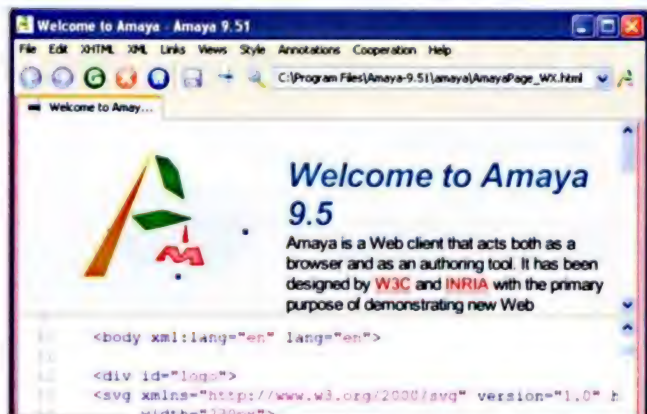 Welcome to Amaya - Amaya 9.51
File Edit XHTML XML Links Views Style Annotations Cooperation Help
C:\Program Files\Amaya-9.51\amaya\AmayaPage_WX.html
Welcome to Amay...
Welcome to Amaya
9.5
Amaya is a Web client that acts both as a
browser and as an authoring tool. It has been
designed by W3C and INRIA with the primary
purpose of demonstrating new Web
<body xml:lang="en" lang="en">
<div id="logo">
<svg xmlns="http://www.w3.org/2000/svg" version="1.0" h